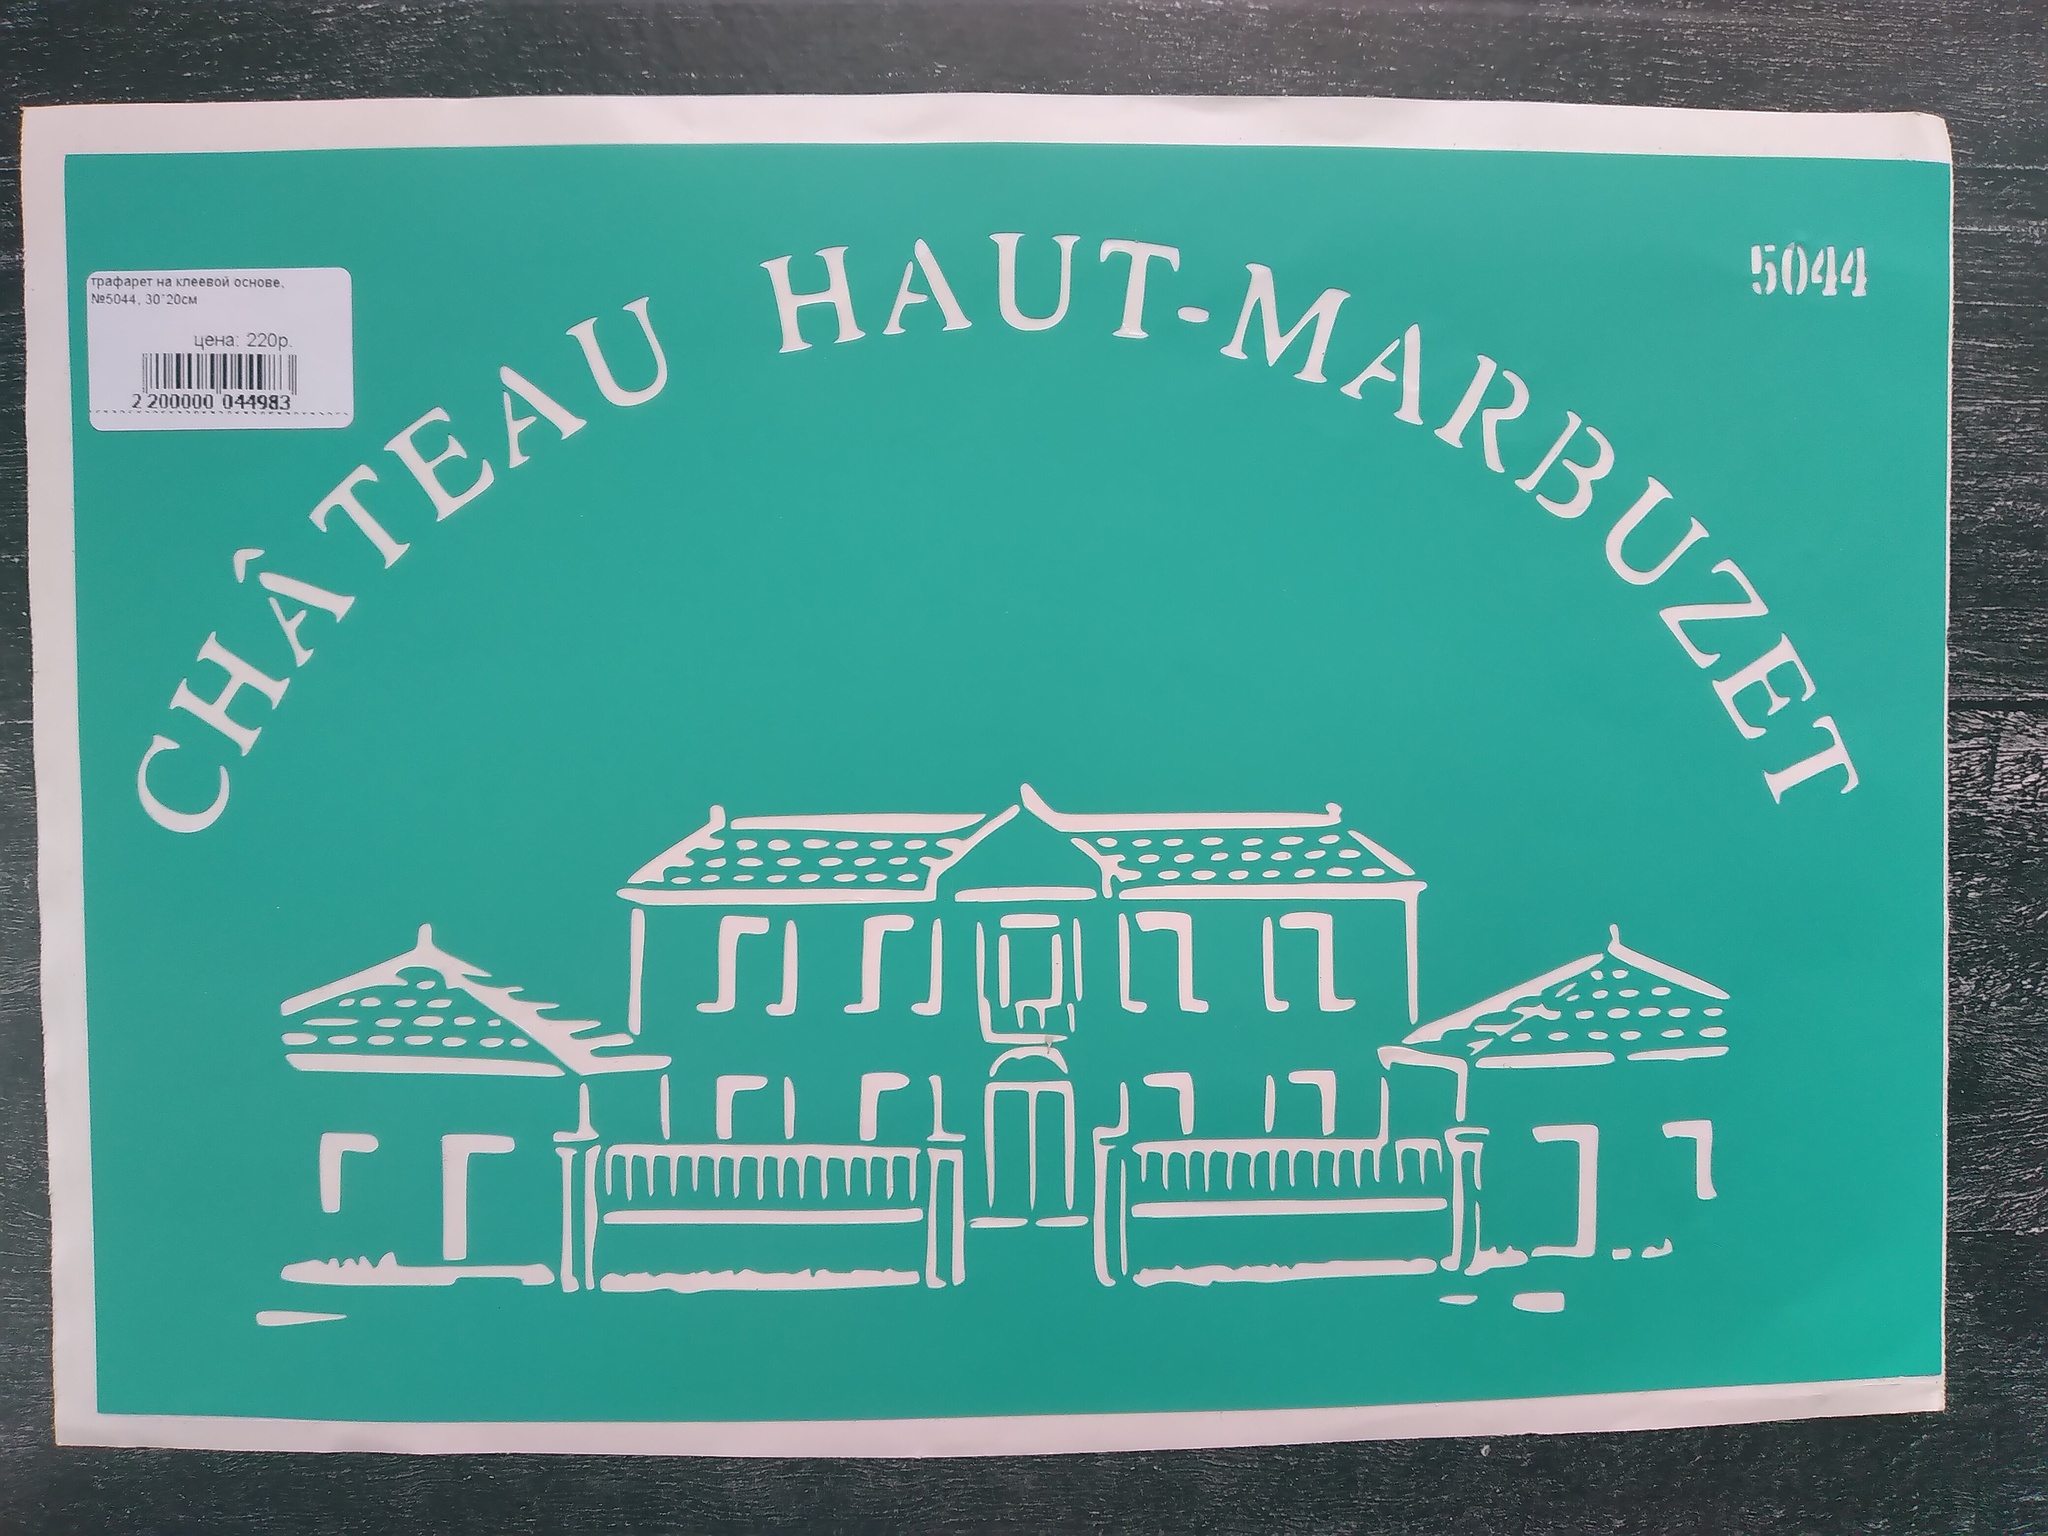 CHÂTEAU HAUT-MARBUZET
5044
трафарет на клеевой основе,
№5044, 30*20см
цена: 220р.
2 200000 044983